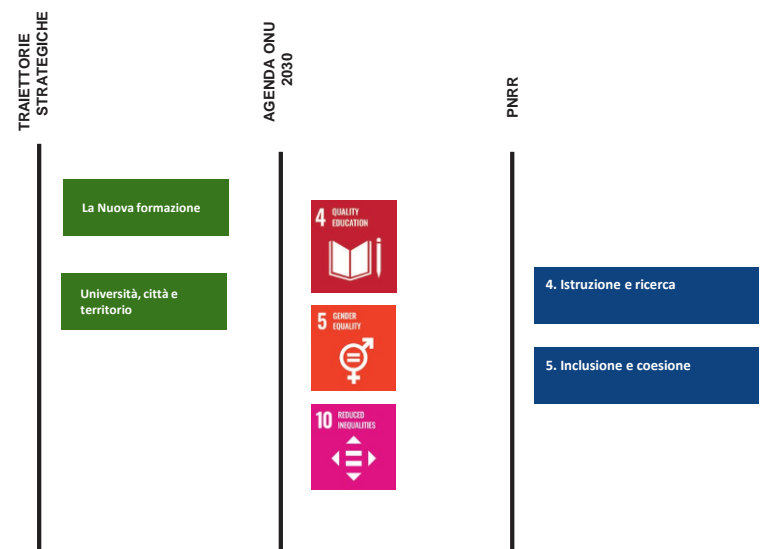 TRAIETTORIE
STRATEGICHE
La Nuova formazione
Università, città e
territorio
AGENDA ONU
2030
4 QUALITY
EDUCATION
5 GENDER
EQUALITY
10 REDUCED
INEQUALITIES
PNRR
4. Istruzione e ricerca
5. Inclusione e coesione